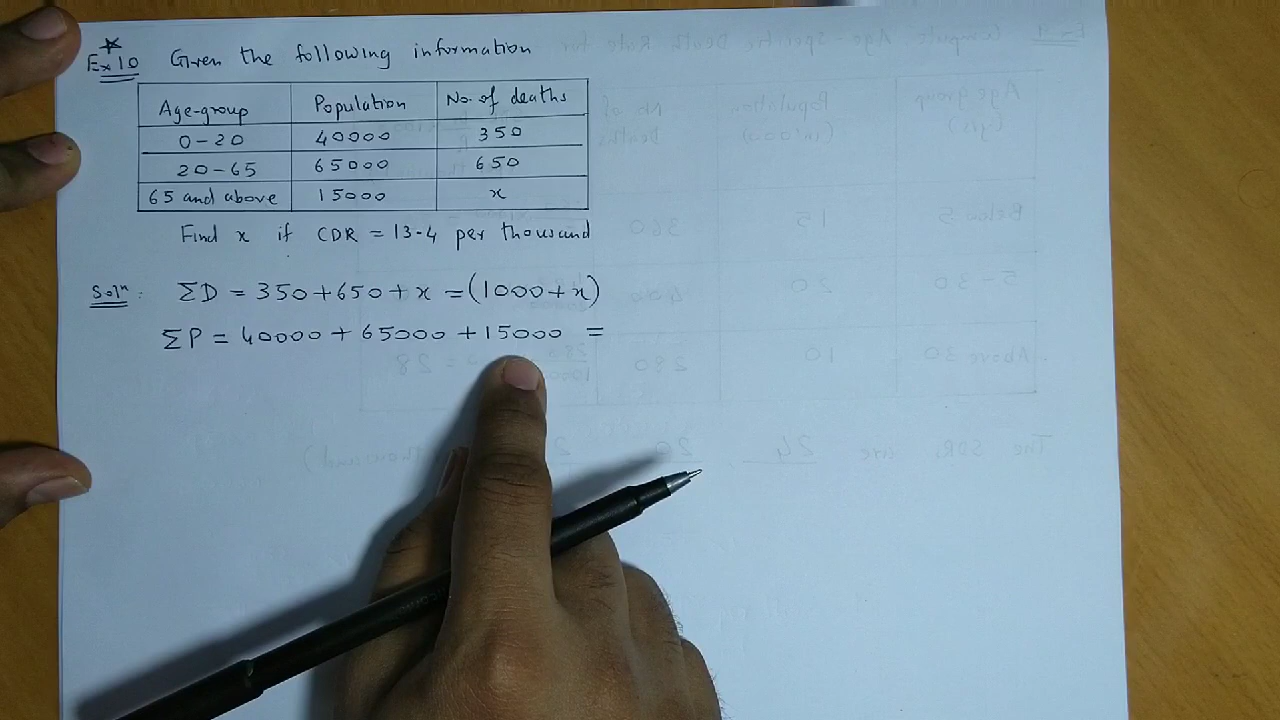 Ex 10 Given the following information
Age-group Population No. of deaths
0-20 40000 350
20-65 65000 650
65 and above 15000 x
Find x if CDR = 13.4 per thousand
Solⁿ: ΣD = 350+650+x = (1000+x)
ΣP = 40000 + 65000 + 15000 =